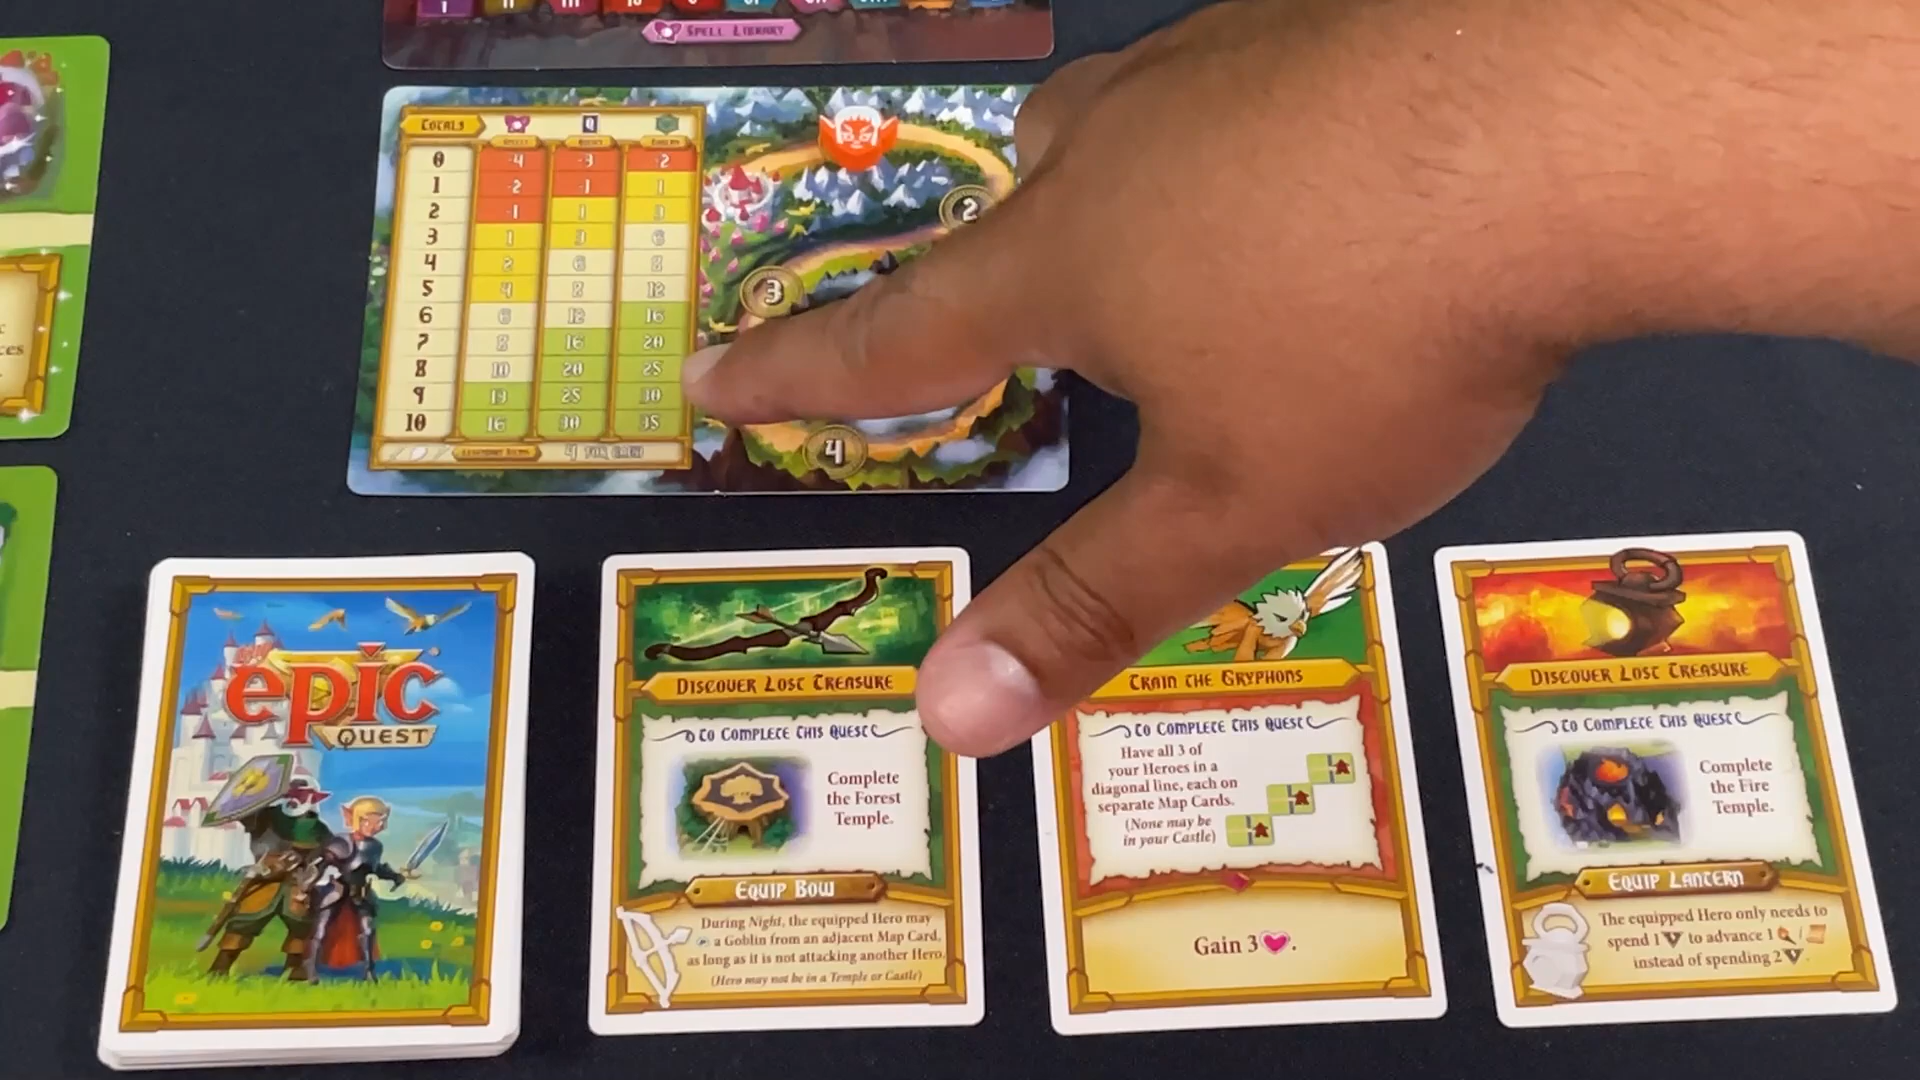 SPELL LIBRARY
TOTALS
0 -4 -3 -2
1 -2 -1 1
2 -1 1 3
3 1 3 6
4 2 6 8
5 4 8 12
6 6 12 16
7 8 16 20
8 10 20 25
9 13 25 30
10 16 30 35
LEGENDARY ITEMS 4 FOR EACH
2
3
4
epic
QUEST
DISCOVER LOST TREASURE
TO COMPLETE THIS QUEST
Complete
the Forest
Temple.
EQUIP BOW
During Night, the equipped Hero may
a Goblin from an adjacent Map Card,
as long as it is not attacking another Hero.
(Hero may not be in a Temple or Castle)
TRAIN THE GRYPHONS
TO COMPLETE THIS QUEST
Have all 3 of
your Heroes in a
diagonal line, each on
separate Map Cards.
(None may be
in your Castle)
Gain 3 .
DISCOVER LOST TREASURE
TO COMPLETE THIS QUEST
Complete
the Fire
Temple.
EQUIP LANTERN
The equipped Hero only needs to
spend 1 to advance 1 /
instead of spending 2 .